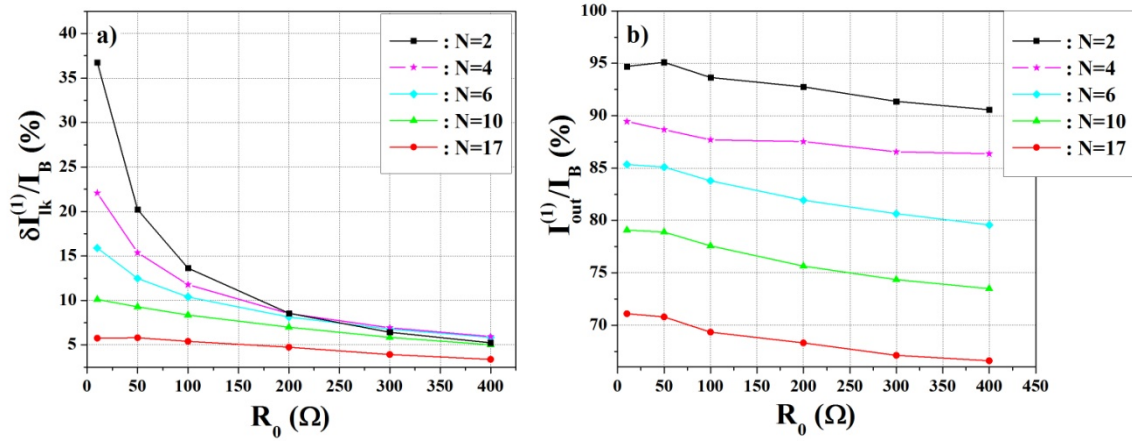 a)
: N=2
: N=4
: N=6
: N=10
: N=17
40
35
30
25
20
15
10
5
0 50 100 150 200 250 300 350 400
δI_lk^(1)/I_B (%)
R_0 (Ω)
b)
: N=2
: N=4
: N=6
: N=10
: N=17
100
95
90
85
80
75
70
0 50 100 150 200 250 300 350 400 450
I_out^(1)/I_B (%)
R_0 (Ω)